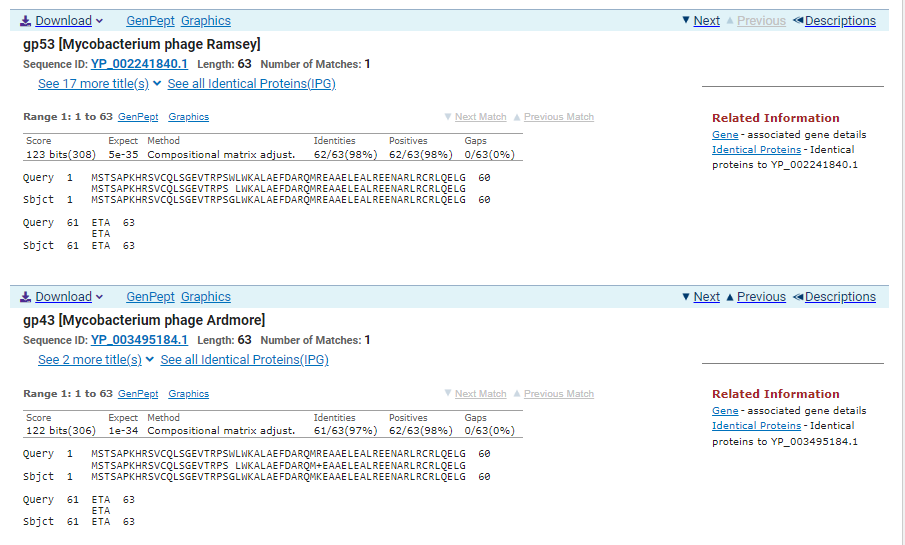 Download GenPept Graphics Next Previous Descriptions
gp53 [Mycobacterium phage Ramsey]
Sequence ID: YP_002241840.1 Length: 63 Number of Matches: 1
See 17 more title(s) See all Identical Proteins(IPG)
Range 1: 1 to 63 GenPept Graphics Next Match Previous Match
Score Expect Method Identities Positives Gaps
123 bits(308) 5e-35 Compositional matrix adjust. 62/63(98%) 62/63(98%) 0/63(0%)
Query 1 MSTSAPKHRSVCQLSGEVTRPSWLWKALAEFDARQMREAAELEALREENARLRCRLQELG 60
MSTSAPKHRSVCQLSGEVTRPS LWKALAEFDARQMREAAELEALREENARLRCRLQELG
Sbjct 1 MSTSAPKHRSVCQLSGEVTRPSGLWKALAEFDARQMREAAELEALREENARLRCRLQELG 60
Query 61 ETA 63
ETA
Sbjct 61 ETA 63
Related Information
Gene - associated gene details
Identical Proteins - Identical
proteins to YP_002241840.1
Download GenPept Graphics Next Previous Descriptions
gp43 [Mycobacterium phage Ardmore]
Sequence ID: YP_003495184.1 Length: 63 Number of Matches: 1
See 2 more title(s) See all Identical Proteins(IPG)
Range 1: 1 to 63 GenPept Graphics Next Match Previous Match
Score Expect Method Identities Positives Gaps
122 bits(306) 1e-34 Compositional matrix adjust. 61/63(97%) 62/63(98%) 0/63(0%)
Query 1 MSTSAPKHRSVCQLSGEVTRPSWLWKALAEFDARQMREAAELEALREENARLRCRLQELG 60
MSTSAPKHRSVCQLSGEVTRPS LWKALAEFDARQM+EAAELEALREENARLRCRLQELG
Sbjct 1 MSTSAPKHRSVCQLSGEVTRPSGLWKALAEFDARQMKEAAELEALREENARLRCRLQELG 60
Query 61 ETA 63
ETA
Sbjct 61 ETA 63
Related Information
Gene - associated gene details
Identical Proteins - Identical
proteins to YP_003495184.1